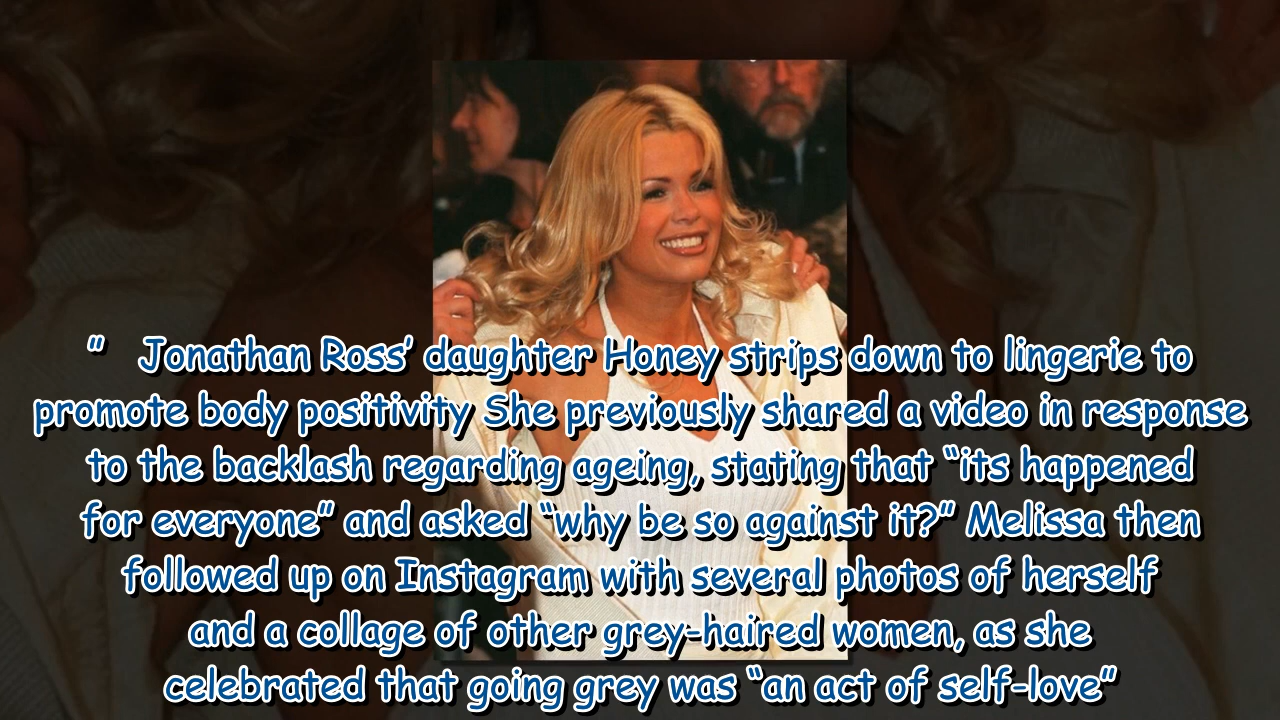 ”   Jonathan Ross’ daughter Honey strips down to lingerie to
promote body positivity She previously shared a video in response
to the backlash regarding ageing, stating that “its happened
for everyone” and asked “why be so against it?” Melissa then
followed up on Instagram with several photos of herself
and a collage of other grey-haired women, as she
celebrated that going grey was “an act of self-love”